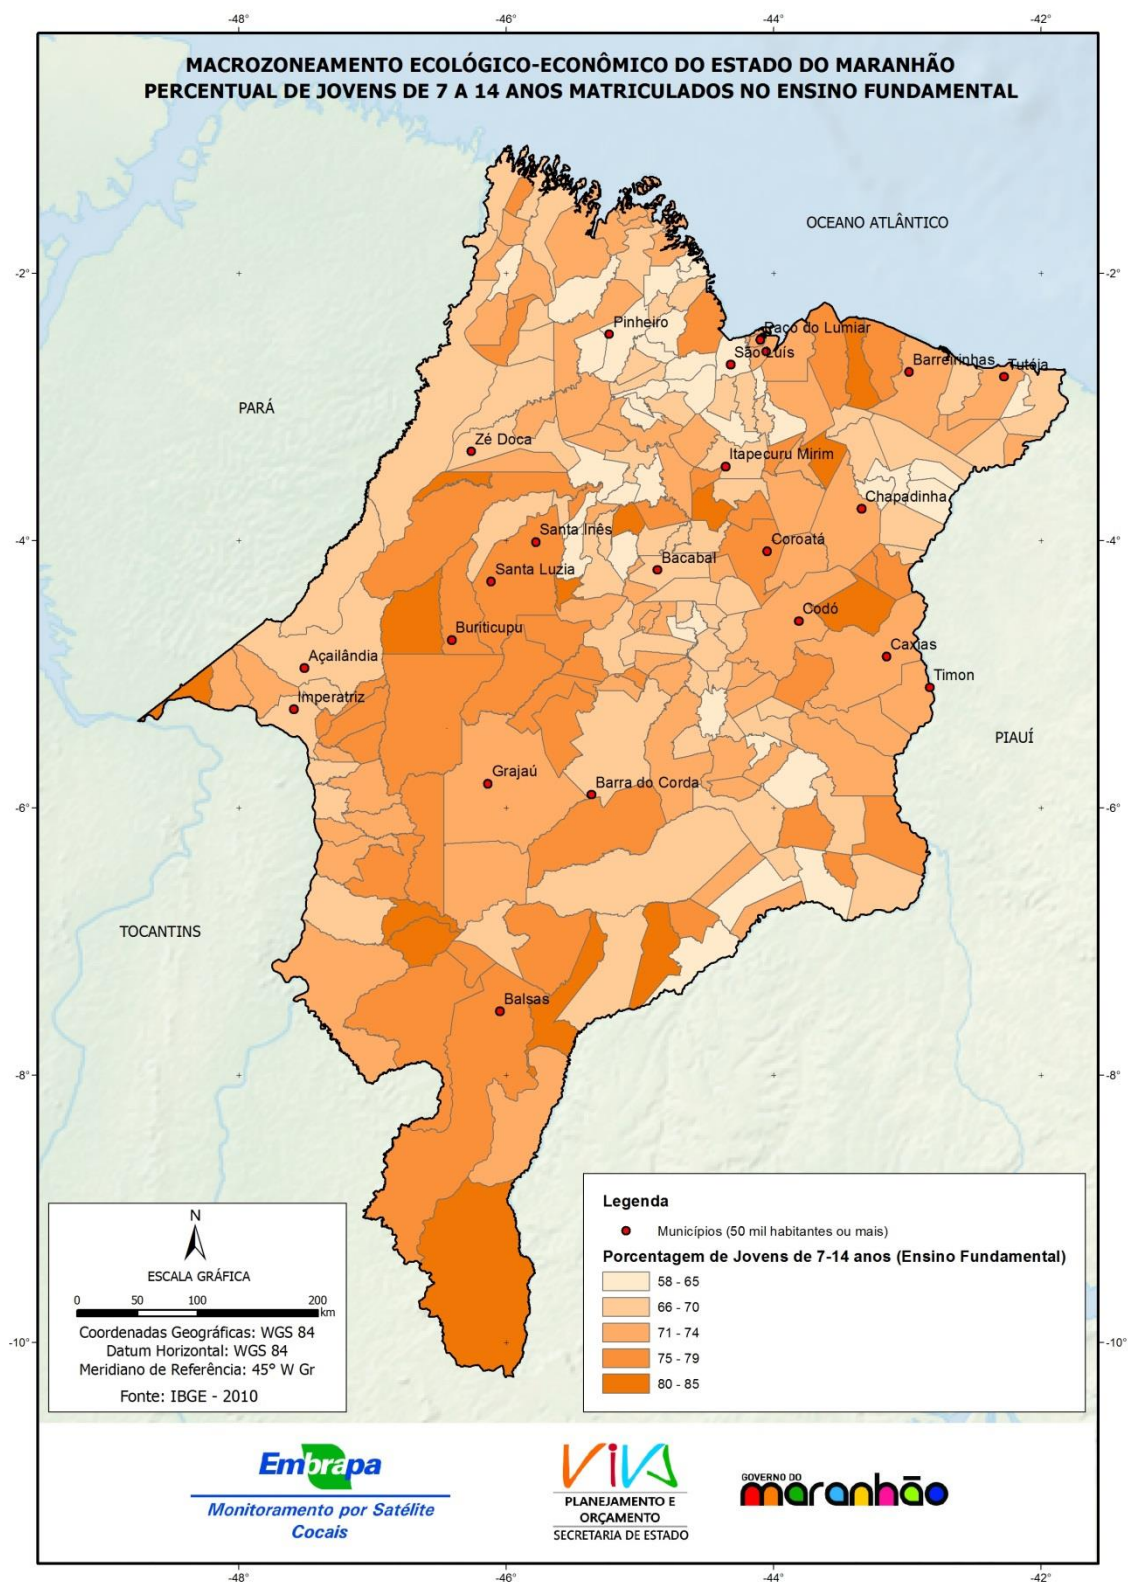 -48°
-46°
-44°
-42°
MACROZONEAMENTO ECOLÓGICO-ECONÔMICO DO ESTADO DO MARANHÃO
PERCENTUAL DE JOVENS DE 7 A 14 ANOS MATRICULADOS NO ENSINO FUNDAMENTAL
OCEANO ATLÂNTICO
-2°
-2°
Pinheiro
Paço do Lumiar
São Luís
Barreirinhas
Tutóia
PARÁ
Zé Doca
Itapecuru Mirim
Chapadinha
Santa Inês
-4°
-4°
Coroatá
Santa Luzia
Bacabal
Codó
Buriticupu
Caxias
Açailândia
Timon
Imperatriz
PIAUÍ
Grajaú
Barra do Corda
-6°
-6°
TOCANTINS
Balsas
-8°
-8°
Legenda
Municípios (50 mil habitantes ou mais)
Porcentagem de Jovens de 7-14 anos (Ensino Fundamental)
58 - 65
66 - 70
71 - 74
75 - 79
80 - 85
N
ESCALA GRÁFICA
0 50 100 200
km
Coordenadas Geográficas: WGS 84
Datum Horizontal: WGS 84
Meridiano de Referência: 45° W Gr
Fonte: IBGE - 2010
-10°
-10°
Embrapa
Monitoramento por Satélite
Cocais
VIVA
PLANEJAMENTO E
ORÇAMENTO
SECRETARIA DE ESTADO
GOVERNO DO
maranhão
-48°
-46°
-44°
-42°